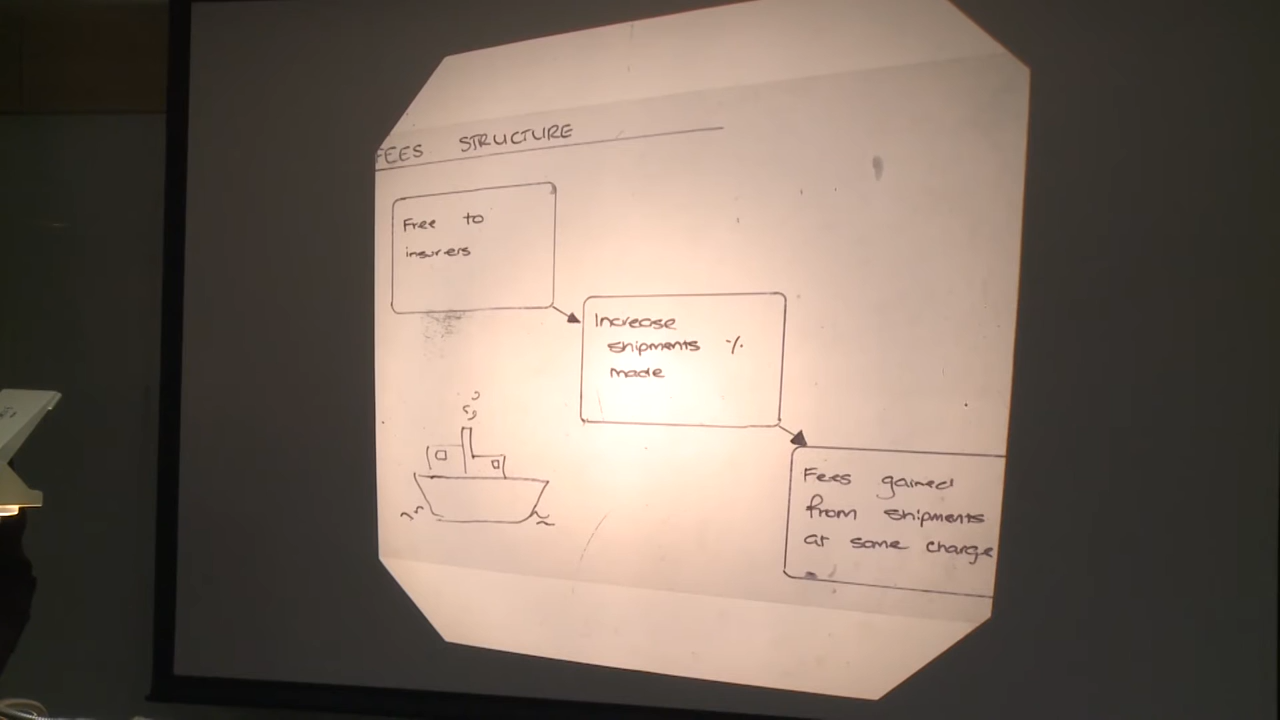 FEES STRUCTURE
Free to
insurers
Increase
shipments %
made
Fees gained
from shipments
at some charge